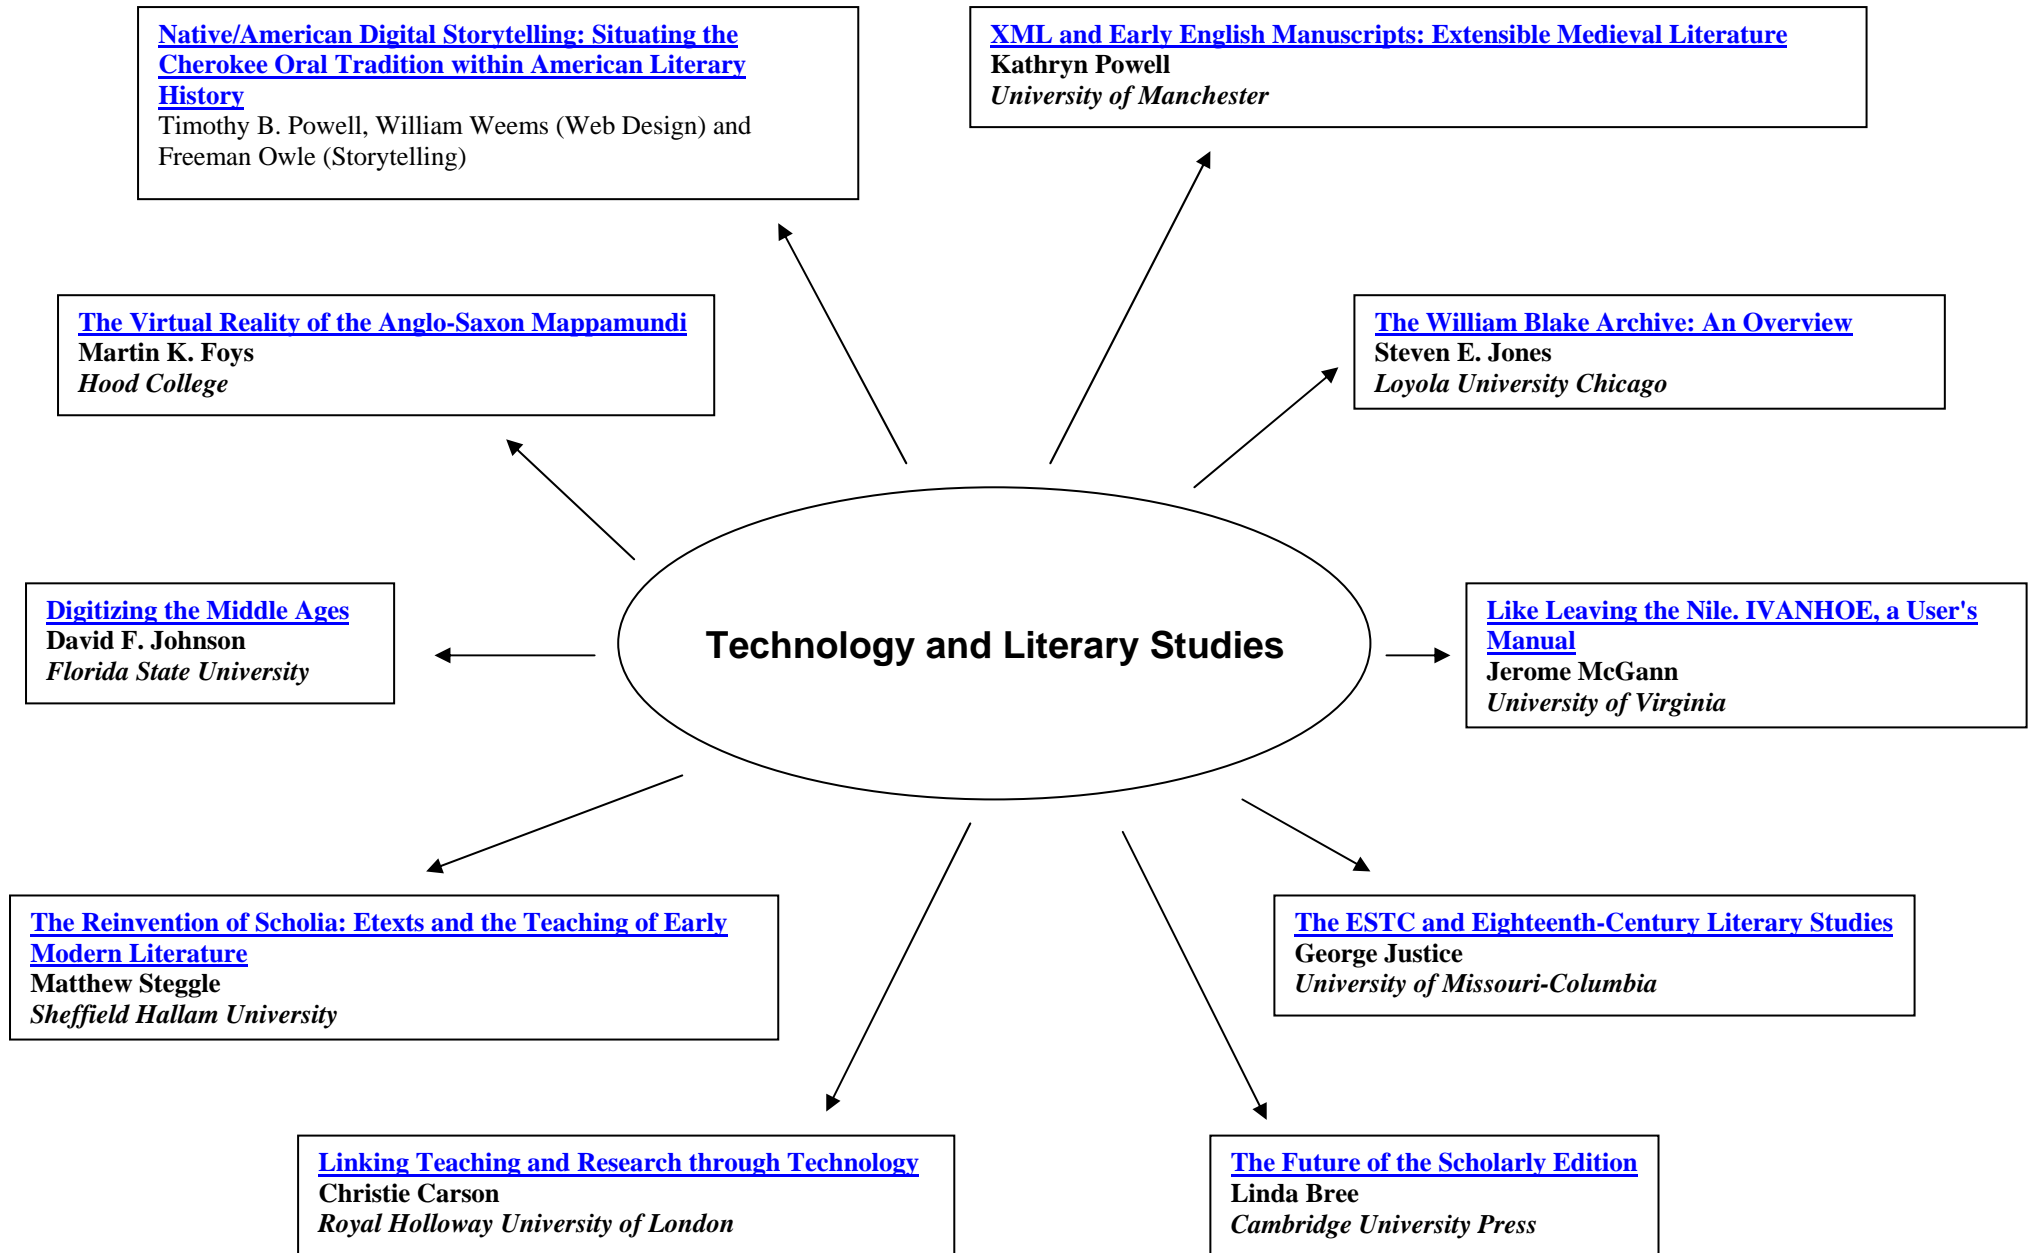 Native/American Digital Storytelling: Situating the
Cherokee Oral Tradition within American Literary
History
Timothy B. Powell, William Weems (Web Design) and
Freeman Owle (Storytelling)
XML and Early English Manuscripts: Extensible Medieval Literature
Kathryn Powell
University of Manchester
The Virtual Reality of the Anglo-Saxon Mappamundi
Martin K. Foys
Hood College
The William Blake Archive: An Overview
Steven E. Jones
Loyola University Chicago
Digitizing the Middle Ages
David F. Johnson
Florida State University
Technology and Literary Studies
Like Leaving the Nile. IVANHOE, a User's
Manual
Jerome McGann
University of Virginia
The Reinvention of Scholia: Etexts and the Teaching of Early
Modern Literature
Matthew Steggle
Sheffield Hallam University
The ESTC and Eighteenth-Century Literary Studies
George Justice
University of Missouri-Columbia
Linking Teaching and Research through Technology
Christie Carson
Royal Holloway University of London
The Future of the Scholarly Edition
Linda Bree
Cambridge University Press